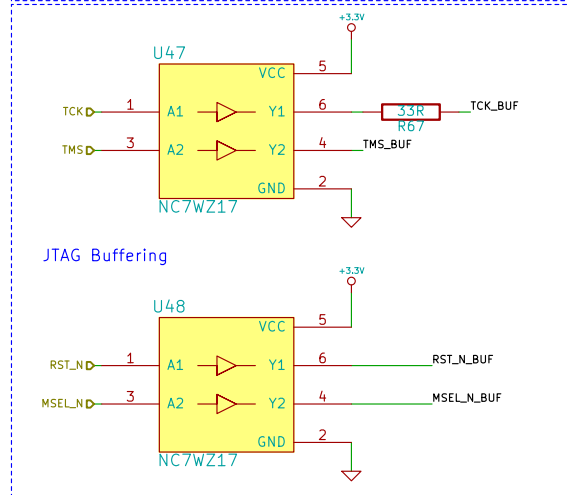 +3.3V
U47
VCC 5
TCK 1 A1 Y1 6 33R TCK_BUF
R67
TMS 3 A2 Y2 4 TMS_BUF
GND 2
NC7WZ17
JTAG Buffering
+3.3V
U48
VCC 5
RST_N 1 A1 Y1 6 RST_N_BUF
MSEL_N 3 A2 Y2 4 MSEL_N_BUF
GND 2
NC7WZ17